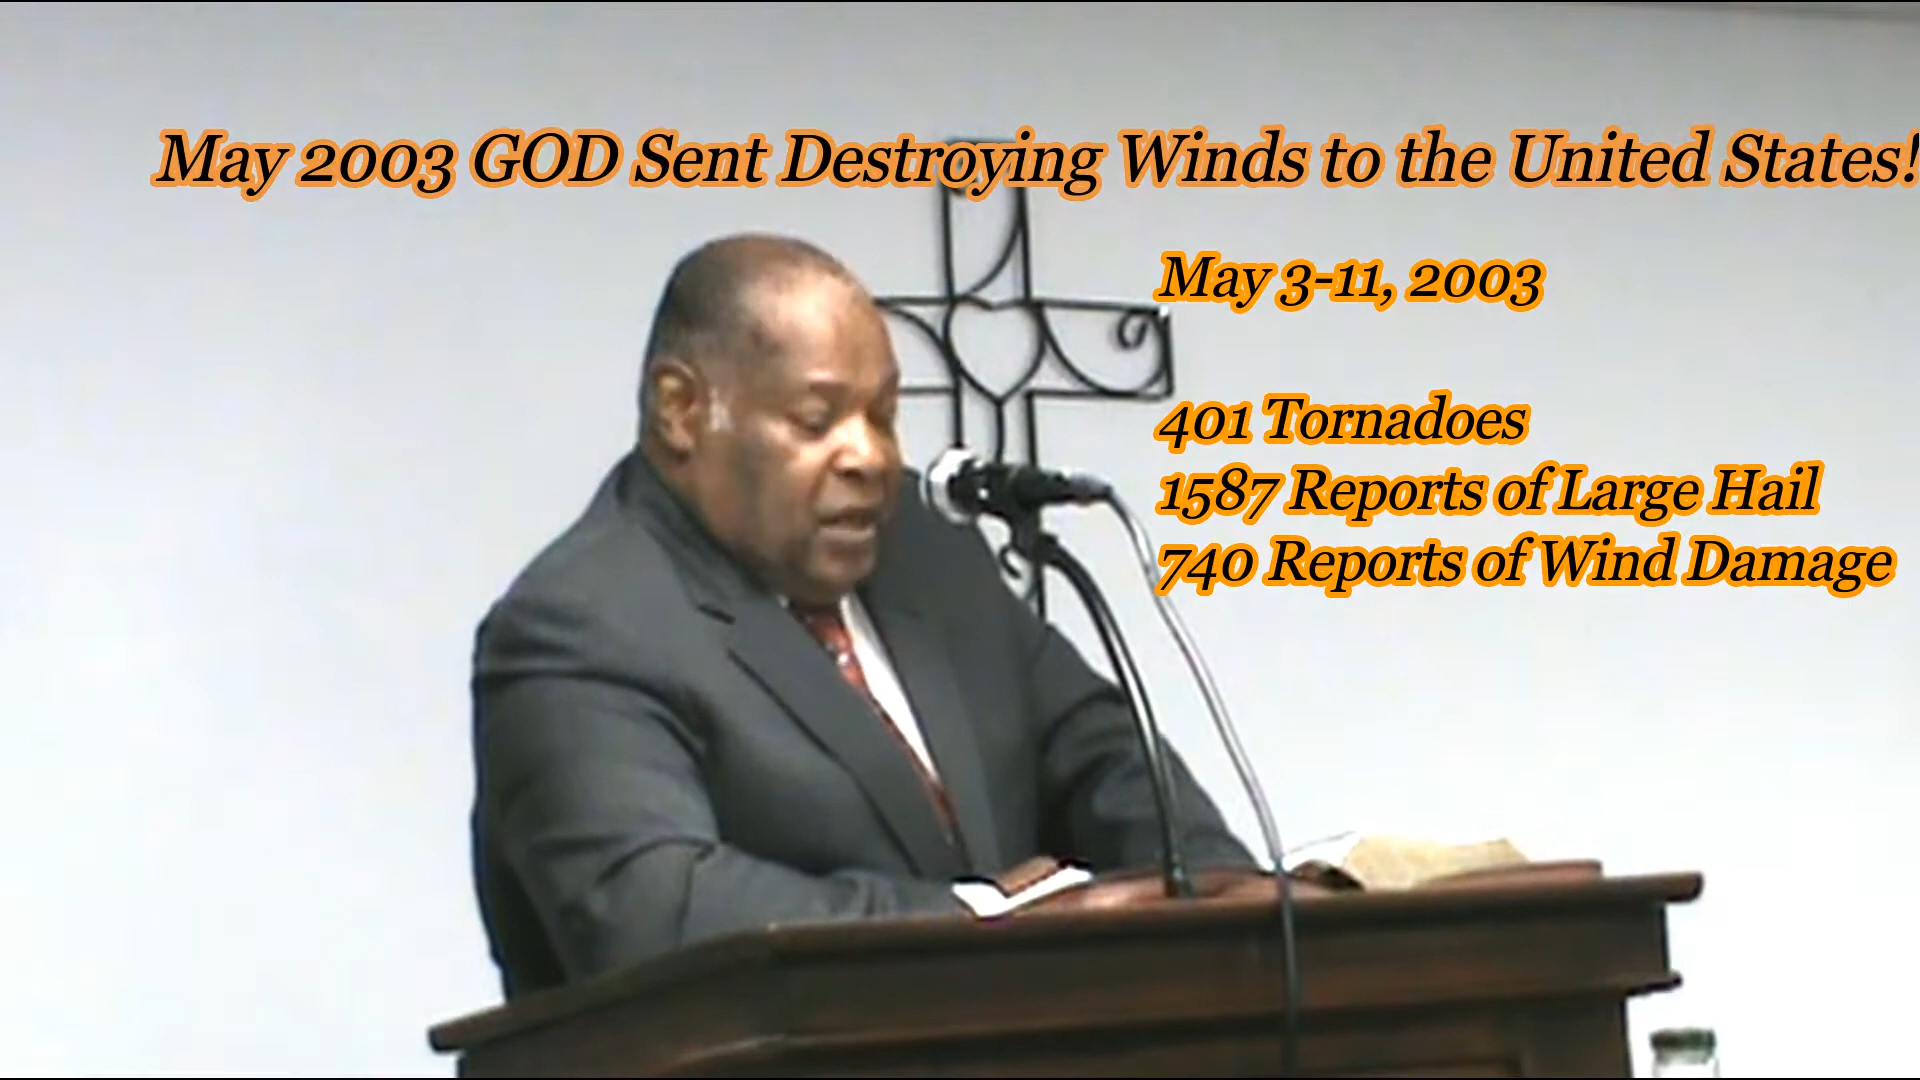 May 2003 GOD Sent Destroying Winds to the United States!
May 3-11, 2003
401 Tornadoes
1587 Reports of Large Hail
740 Reports of Wind Damage